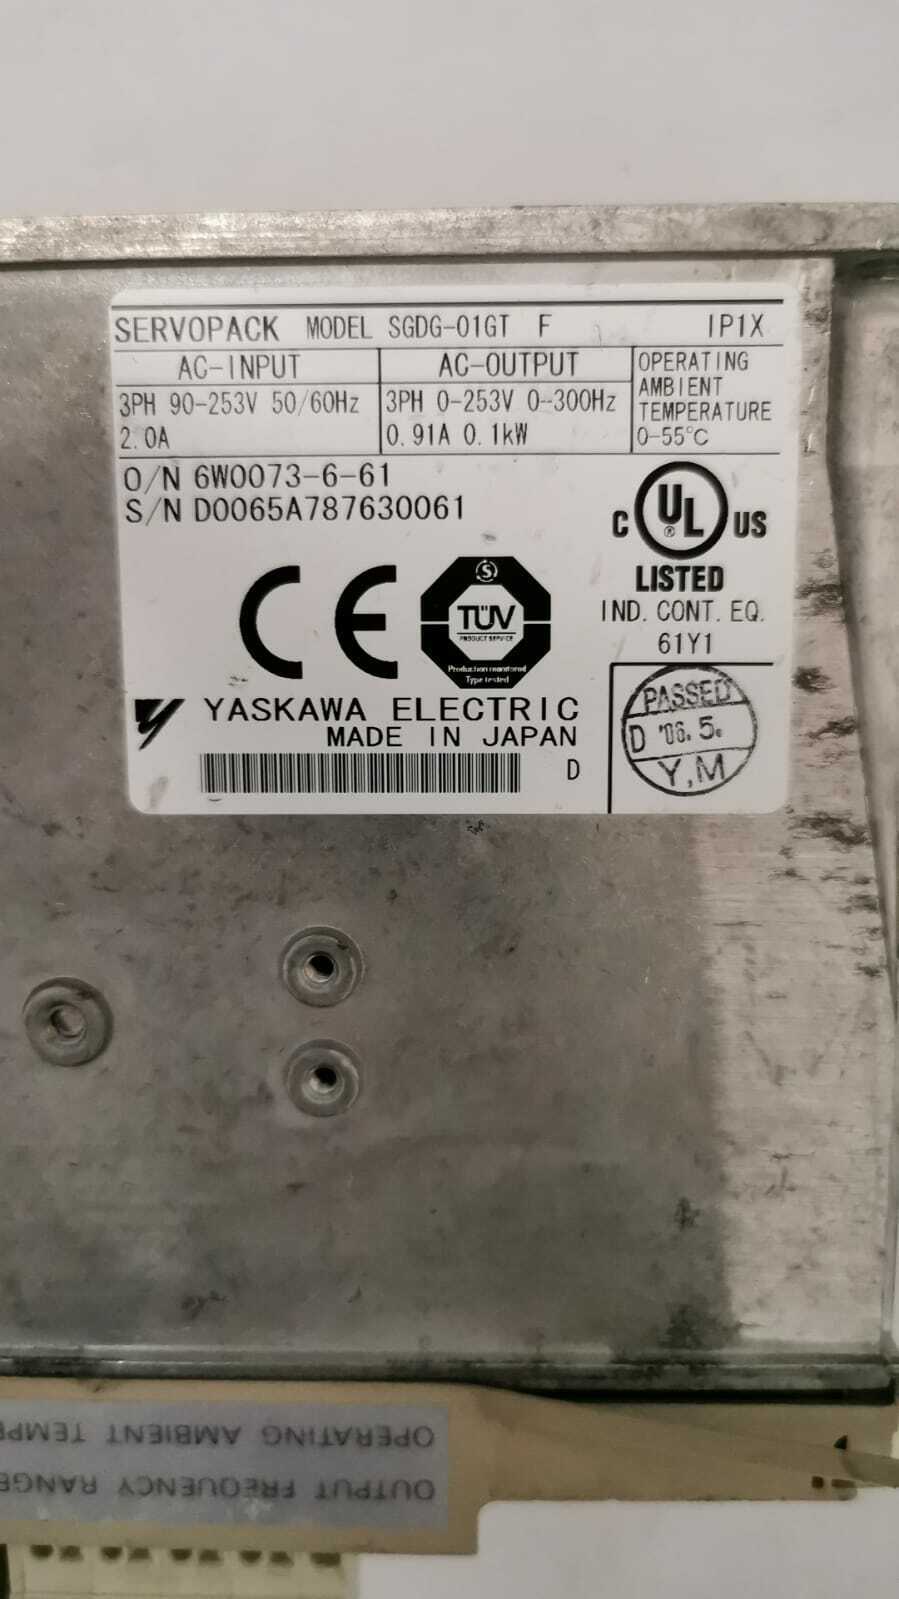 SERVOPACK MODEL SGDG-01GT F IP1X
AC-INPUT
3PH 90-253V 50/60Hz
2.0A
AC-OUTPUT
3PH 0-253V 0-300Hz
0.91A 0.1kW
OPERATING
AMBIENT
TEMPERATURE
0-55°C
O/N 6W0073-6-61
S/N D0065A787630061
C UL ® US
LISTED
IND. CONT. EQ.
61Y1
CE
S
TÜV
PRODUCT SERVICE
Production monitored
Type tested
YASKAWA ELECTRIC
MADE IN JAPAN
D
PASSED
D '06.5.
Y,M
OUTPUT FREQUENCY RANGE
OPERATING AMBIENT TEMPE